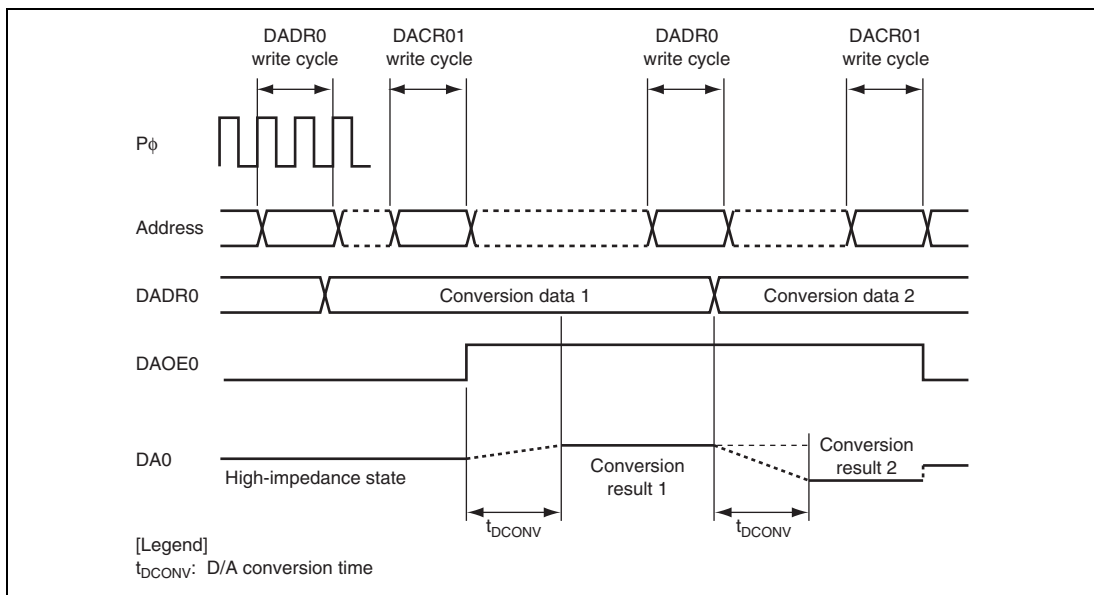 DADR0
write cycle
DACR01
write cycle
DADR0
write cycle
DACR01
write cycle
Pϕ
Address
DADR0
Conversion data 1
Conversion data 2
DAOE0
DA0
High-impedance state
Conversion
result 1
Conversion
result 2
tDCONV
tDCONV
[Legend]
tDCONV: D/A conversion time